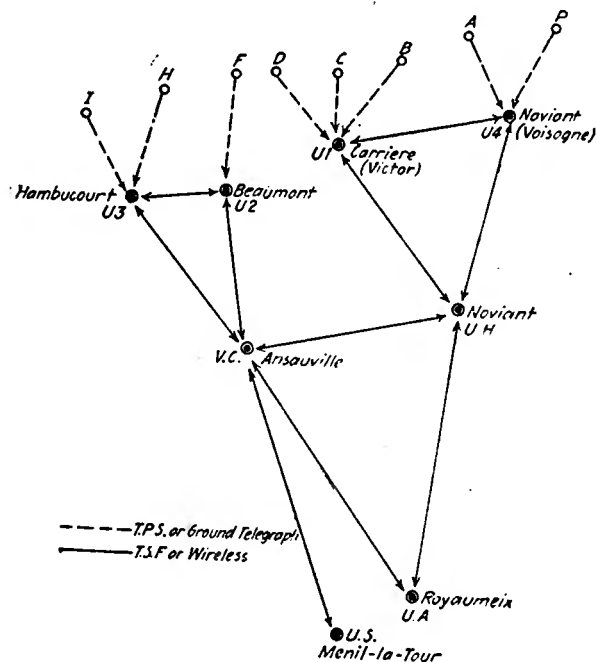 A
P
B
C
D
F
H
I
Noviant
U4 (Voisogne)
U1 Carriere
(Victor)
Hambucourt
U3
Beaumont
U2
Noviant
U H
V.C. Ansauville
T.P.S. or Ground Telegraph
T.S.F or Wireless
Royaumeix
U.A
U.S.
Menil-la-Tour